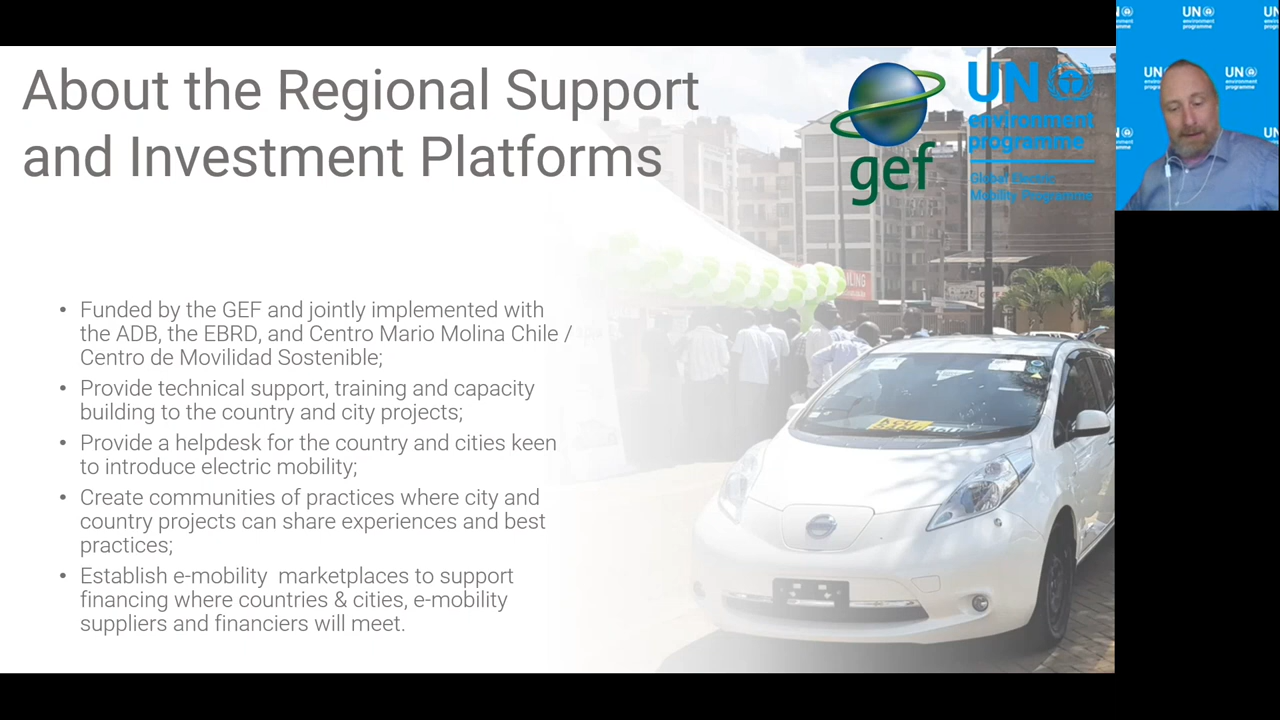 About the Regional Support
and Investment Platforms
gef
UN
environment
programme
Global Electric
Mobility Programme
• Funded by the GEF and jointly implemented with
the ADB, the EBRD, and Centro Mario Molina Chile /
Centro de Movilidad Sostenible;
• Provide technical support, training and capacity
building to the country and city projects;
• Provide a helpdesk for the country and cities keen
to introduce electric mobility;
• Create communities of practices where city and
country projects can share experiences and best
practices;
• Establish e-mobility marketplaces to support
financing where countries & cities, e-mobility
suppliers and financiers will meet.
UN
environment
programme
UN
UN